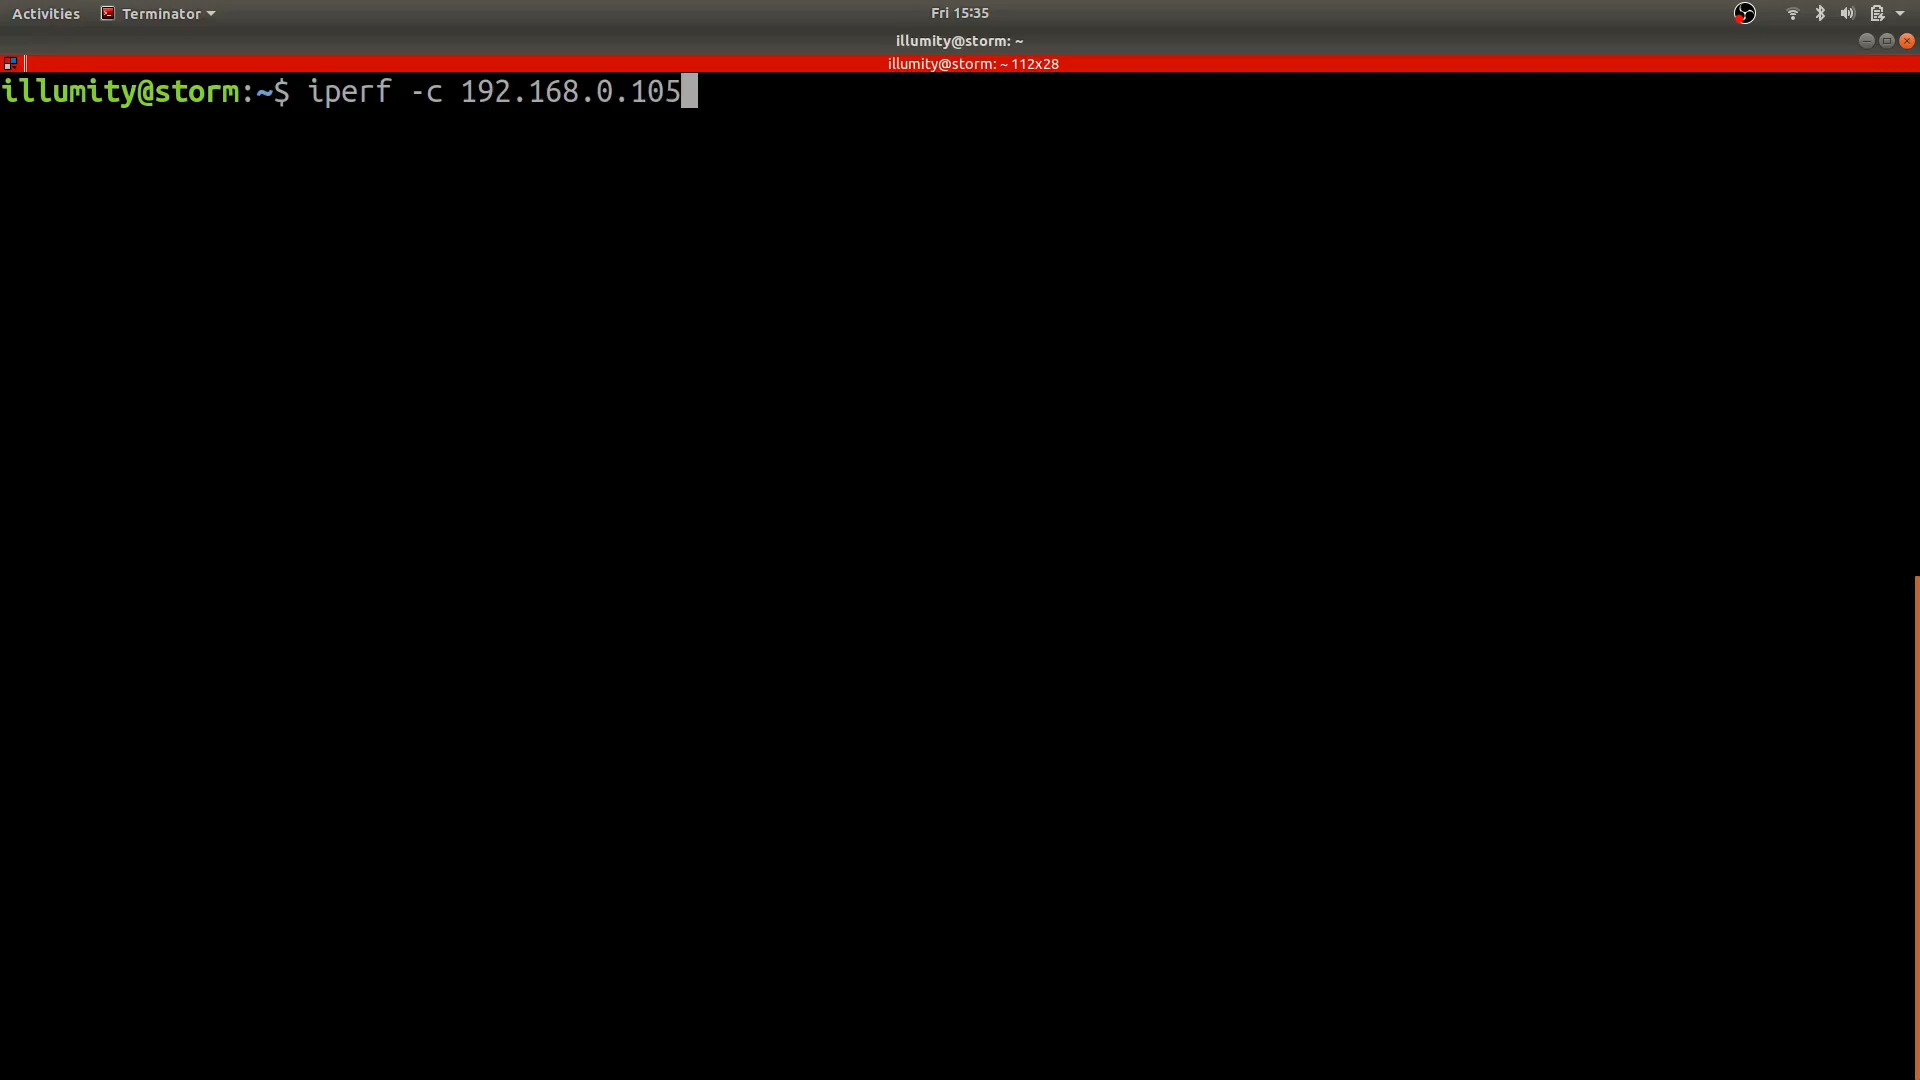 Activities Terminator Fri 15:35
illumity@storm: ~
illumity@storm: ~ 112x28
illumity@storm:~$ iperf -c 192.168.0.105